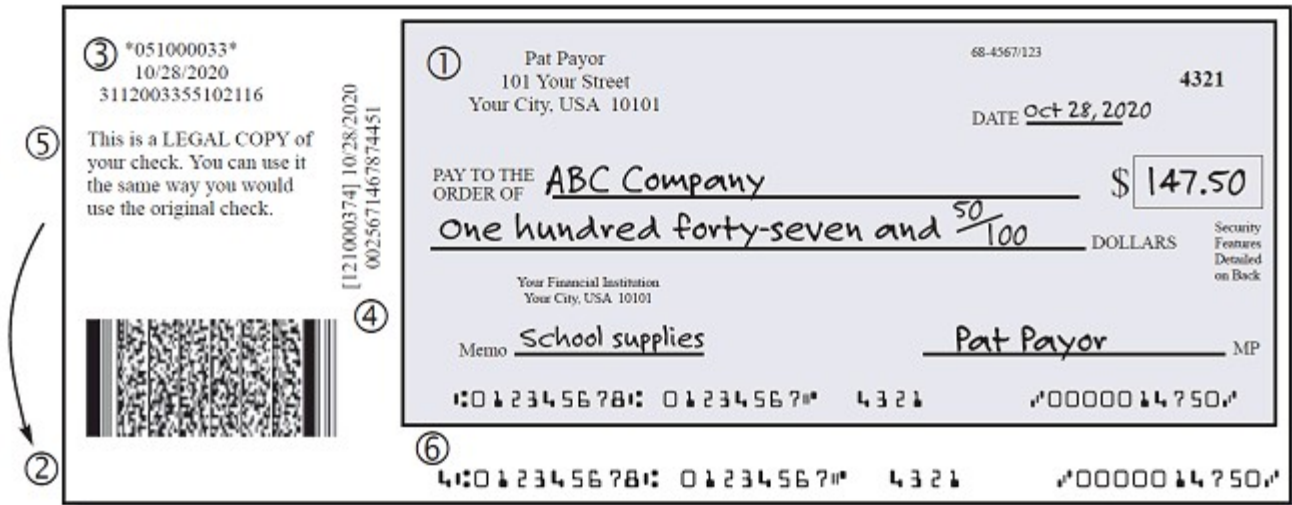 ③ *051000033*
10/28/2020
3112003355102116
⑤ This is a LEGAL COPY of
your check. You can use it
the same way you would
use the original check.
②
[121000374] 10/28/2020
00256714678744​51
④
① Pat Payor
101 Your Street
Your City, USA 10101
68-4567/123
4321
DATE Oct 28, 2020
PAY TO THE
ORDER OF ABC Company $ 147.50
One hundred forty-seven and 50/100 DOLLARS
Security
Features
Detailed
on Back
Your Financial Institution
Your City, USA 10101
Memo School supplies Pat Payor MP
⑆012345678⑆ 01234567⑈ 4321 ⑇0000014750⑇
⑥
4⑆012345678⑆ 01234567⑈ 4321 ⑇0000014750⑇